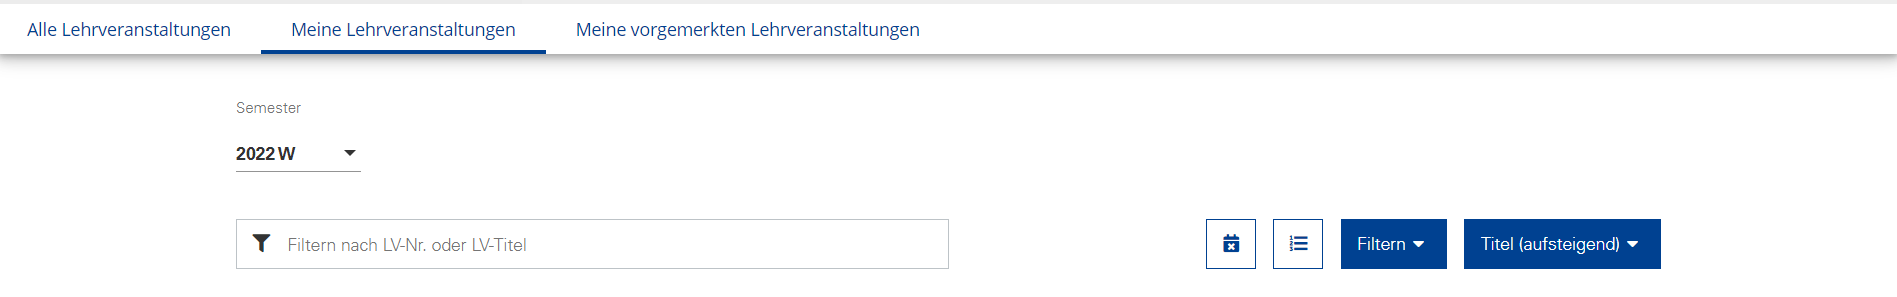 Alle Lehrveranstaltungen Meine Lehrveranstaltungen Meine vorgemerkten Lehrveranstaltungen
Semester
2022 W
Filtern nach LV-Nr. oder LV-Titel Filtern Titel (aufsteigend)